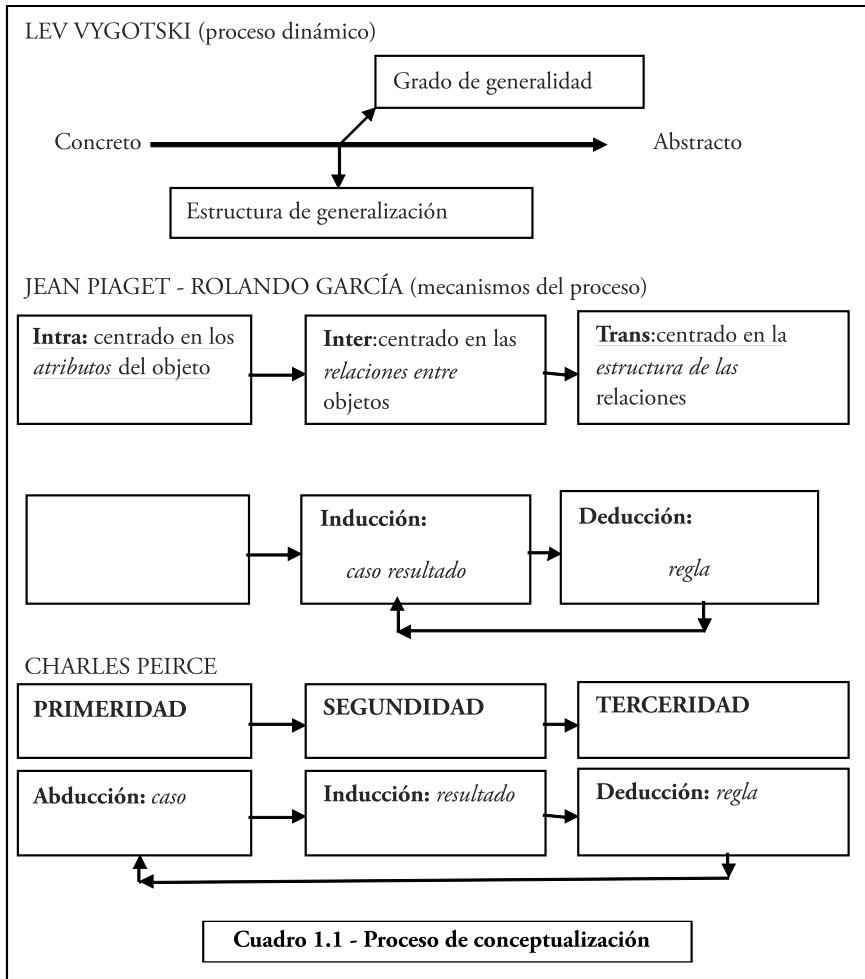 LEV VYGOTSKI (proceso dinámico)
Grado de generalidad
Concreto
Abstracto
Estructura de generalización
JEAN PIAGET - ROLANDO GARCÍA (mecanismos del proceso)
Intra: centrado en los
atributos del objeto
Inter:centrado en las
relaciones entre
objetos
Trans:centrado en la
estructura de las
relaciones
Inducción:
caso resultado
Deducción:
regla
CHARLES PEIRCE
PRIMERIDAD
SEGUNDIDAD
TERCERIDAD
Abducción: caso
Inducción: resultado
Deducción: regla
Cuadro 1.1 - Proceso de conceptualización